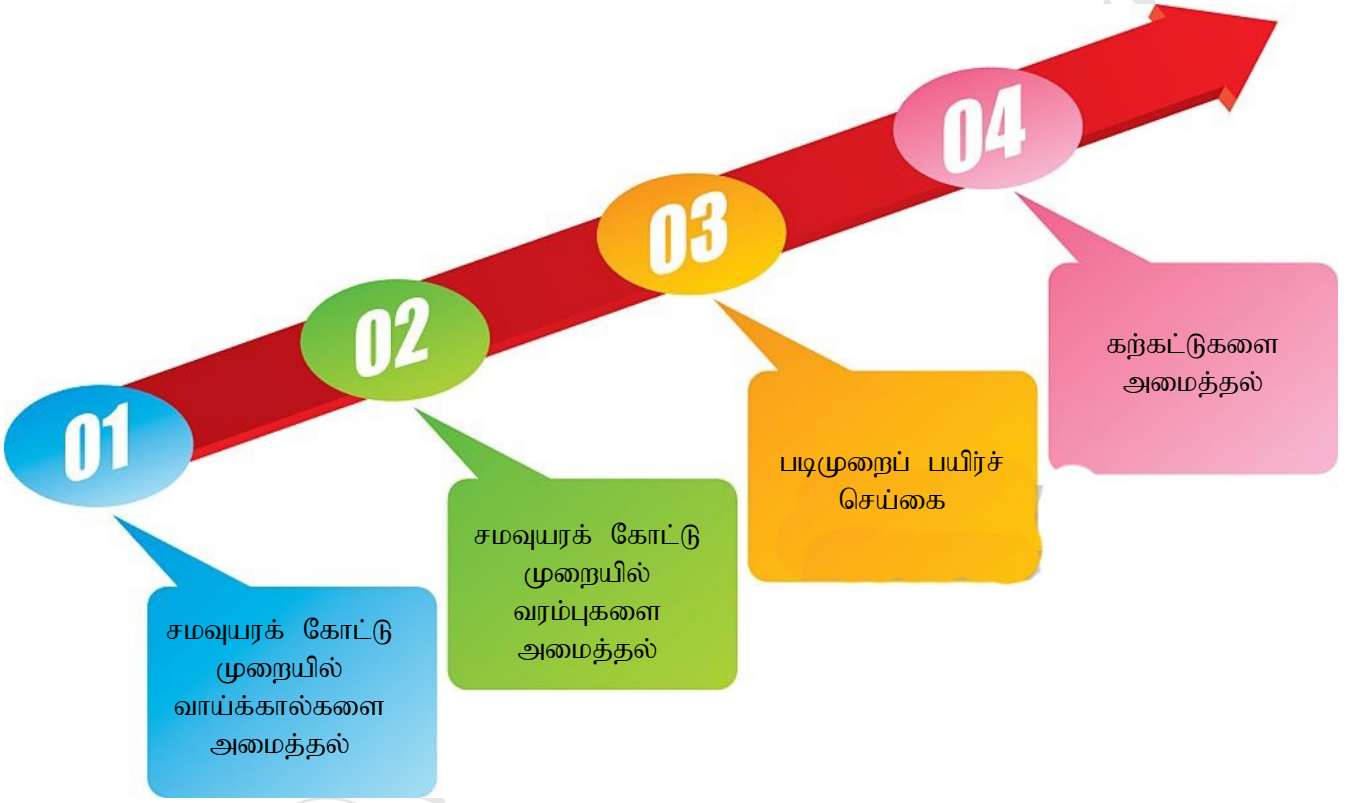 01
சமவுயரக் கோட்டு
முறையில்
வாய்க்கால்களை
அமைத்தல்
02
சமவுயரக் கோட்டு
முறையில்
வரம்புகளை
அமைத்தல்
03
படிமுறைப் பயிர்ச்
செய்கை
04
கற்கட்டுகளை
அமைத்தல்